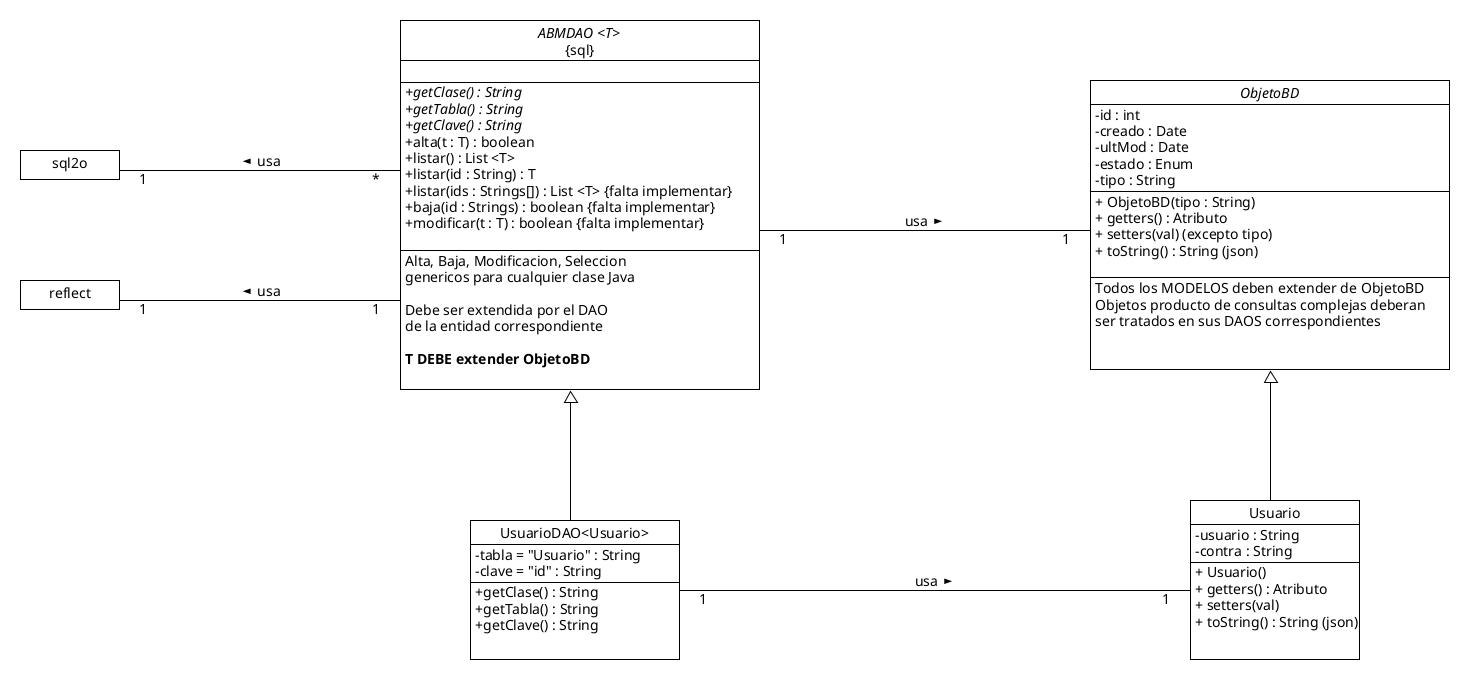 ABMDAO <T>
{sql}
+getClase() : String
+getTabla() : String
+getClave() : String
+alta(t : T) : boolean
+listar() : List <T>
+listar(id : String) : T
+listar(ids : Strings[]) : List <T> {falta implementar}
+baja(id : Strings) : boolean {falta implementar}
+modificar(t : T) : boolean {falta implementar}
Alta, Baja, Modificacion, Seleccion
genericos para cualquier clase Java
Debe ser extendida por el DAO
de la entidad correspondiente
T DEBE extender ObjetoBD
sql2o
◄ usa
1
*
reflect
◄ usa
1
1
usa ►
1
1
ObjetoBD
-id : int
-creado : Date
-ultMod : Date
-estado : Enum
-tipo : String
+ ObjetoBD(tipo : String)
+ getters() : Atributo
+ setters(val) (excepto tipo)
+ toString() : String (json)
Todos los MODELOS deben extender de ObjetoBD
Objetos producto de consultas complejas deberan
ser tratados en sus DAOS correspondientes
UsuarioDAO<Usuario>
-tabla = "Usuario" : String
-clave = "id" : String
+getClase() : String
+getTabla() : String
+getClave() : String
usa ►
1
1
Usuario
-usuario : String
-contra : String
+ Usuario()
+ getters() : Atributo
+ setters(val)
+ toString() : String (json)